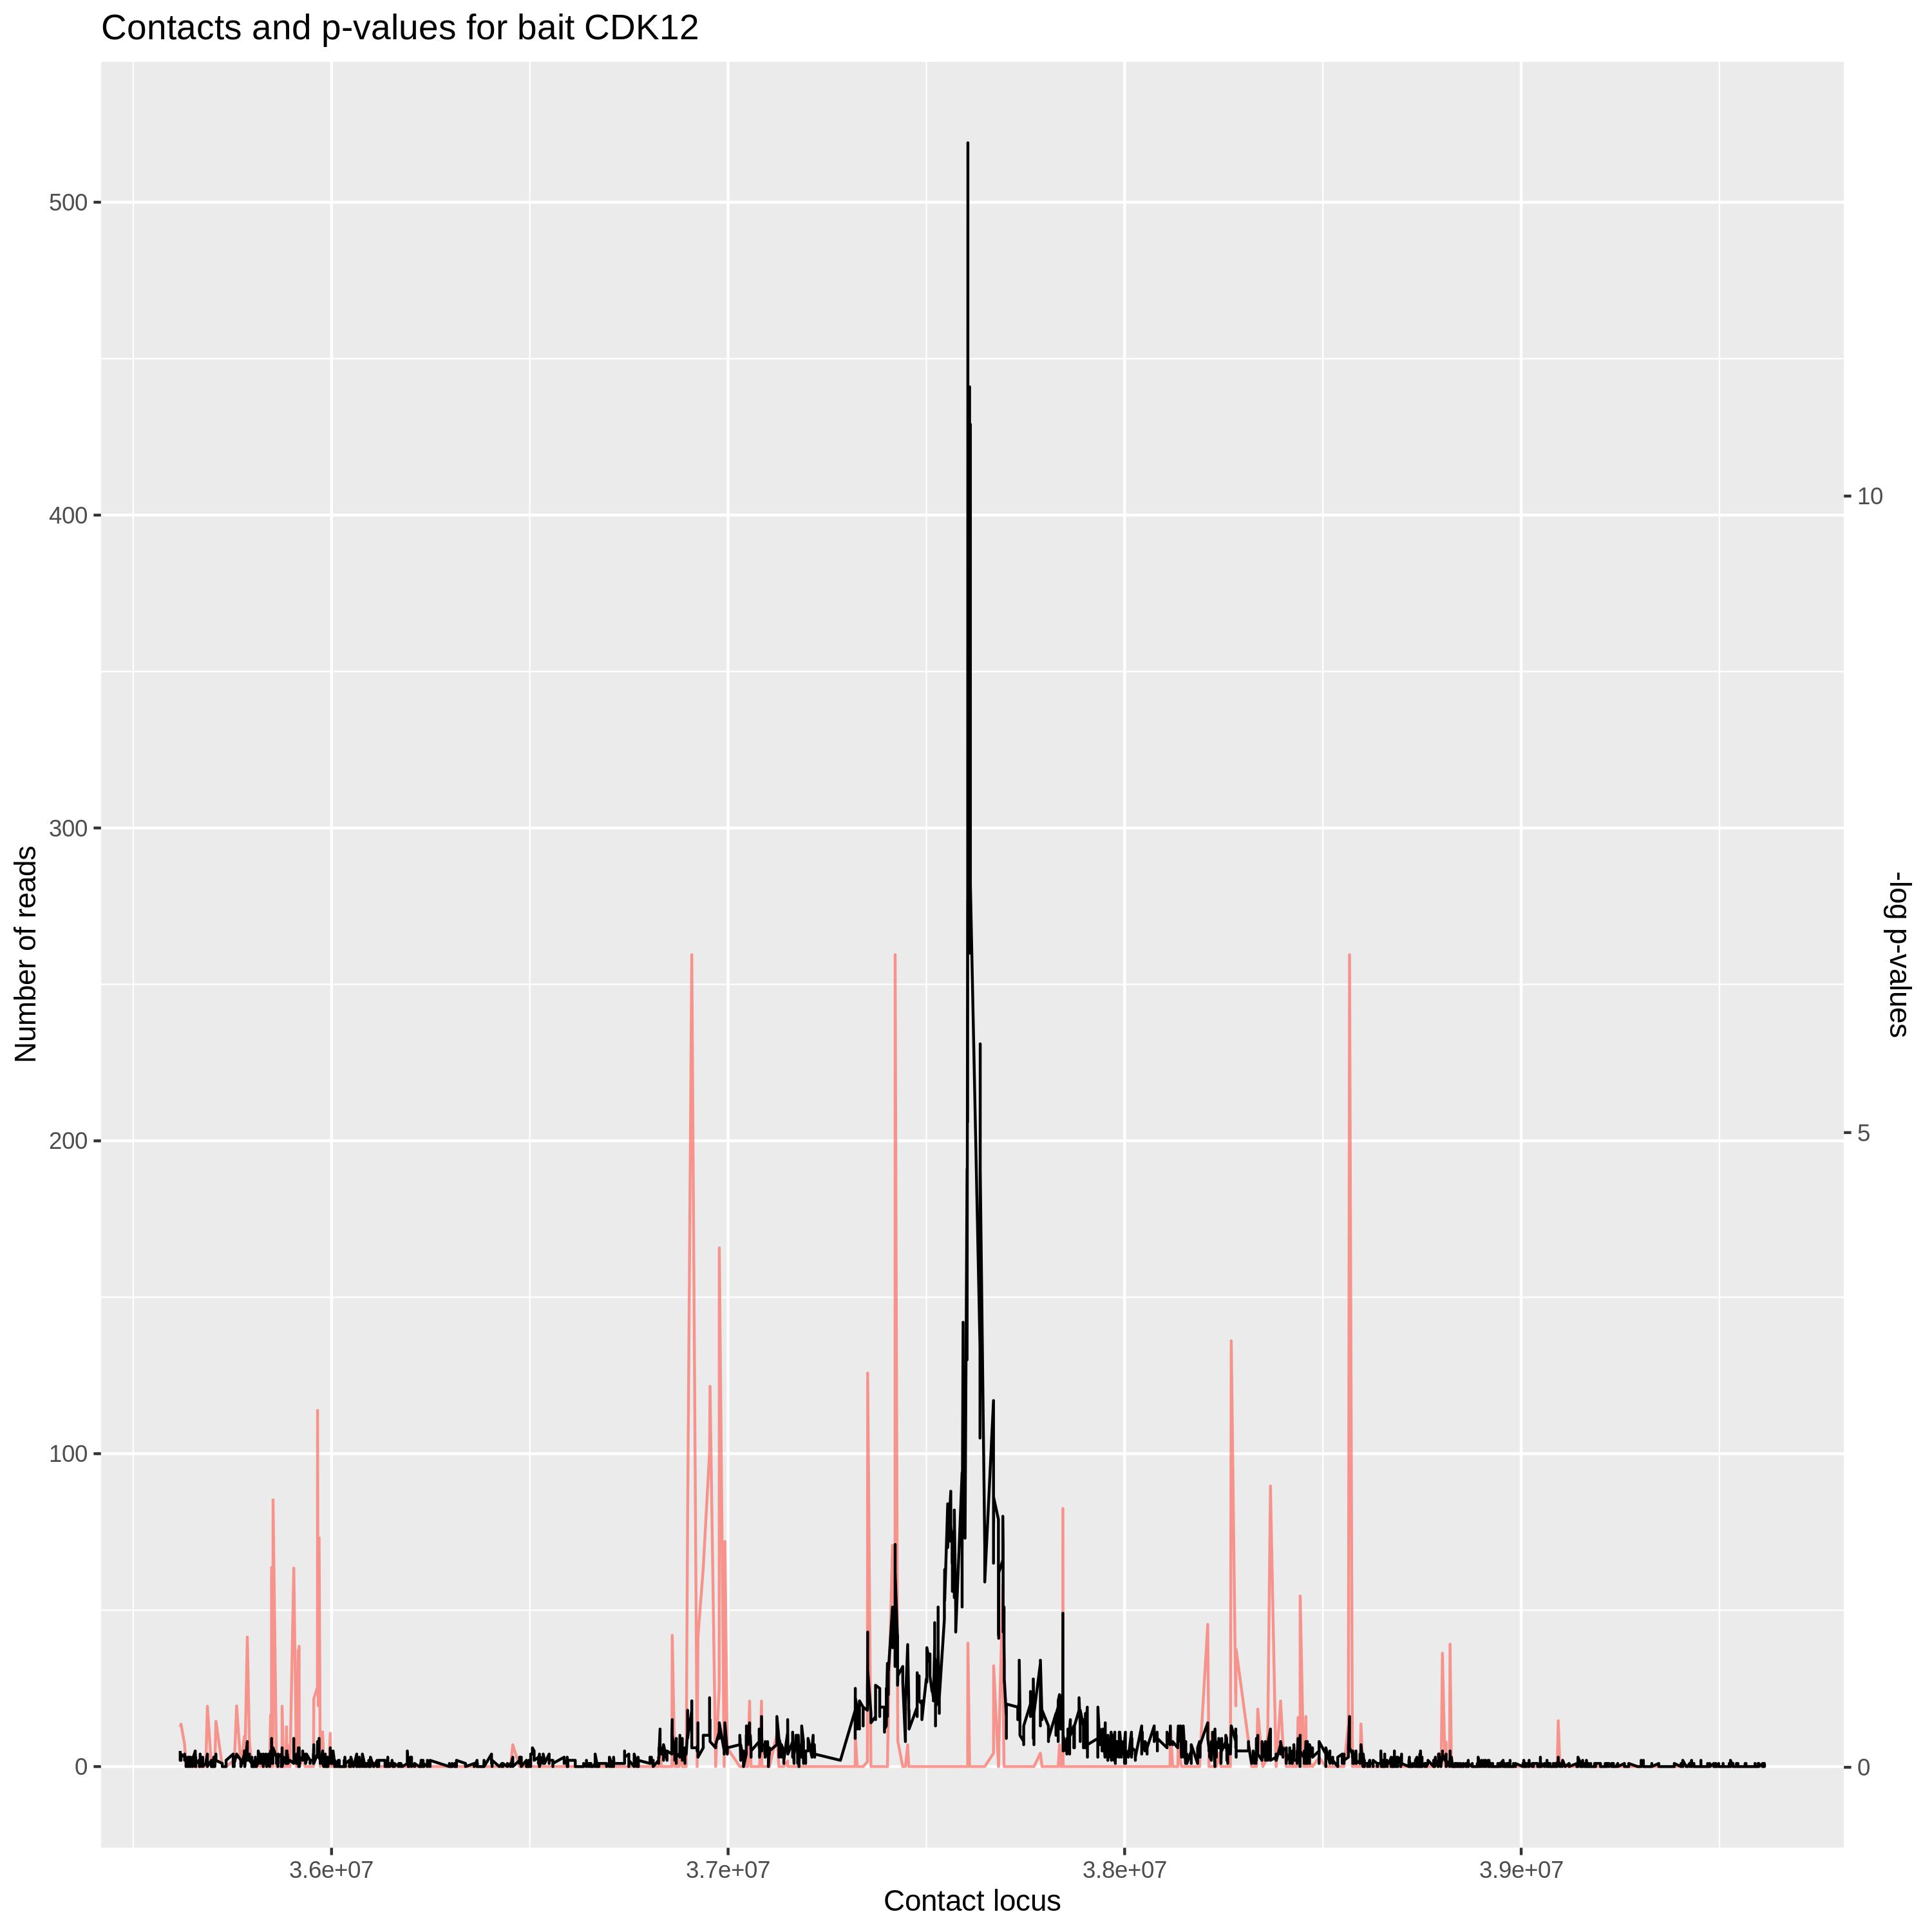 Contacts and p-values for bait CDK12
500
400
300
200
100
0
Number of reads
10
5
0
-log p-values
3.6e+07
3.7e+07
3.8e+07
3.9e+07
Contact locus